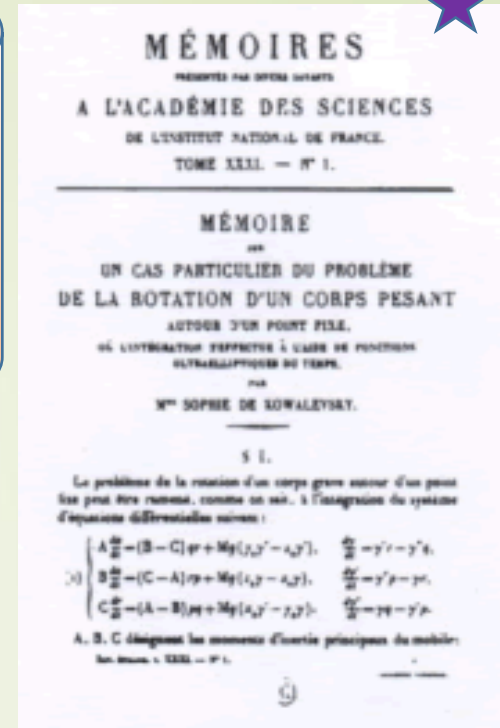 MÉMOIRES
PRÉSENTÉS PAR DIVERS SAVANTS
A L'ACADÉMIE DES SCIENCES
DE L'INSTITUT NATIONAL DE FRANCE.
TOME XXXI. — N° 1.
MÉMOIRE
SUR
UN CAS PARTICULIER DU PROBLÈME
DE LA ROTATION D'UN CORPS PESANT
AUTOUR D'UN POINT FIXE,
OÙ L'INTÉGRATION S'EFFECTUE À L'AIDE DE FONCTIONS
ULTRAELLIPTIQUES DU TEMPS,
PAR
Mme SOPHIE DE KOWALEVSKY.
§ I.
Le problème de la rotation d'un corps grave autour d'un point
fixe peut être ramené, comme on sait, à l'intégration du système
d'équations différentielles suivant :
A. B. C désignent les moments d'inertie principaux du mobile;